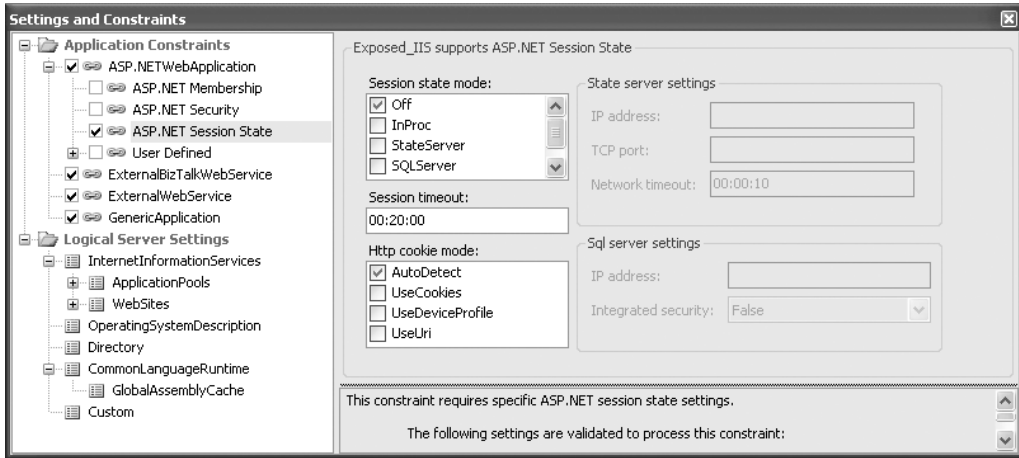 Settings and Constraints
Application Constraints
ASP.NETWebApplication
ASP.NET Membership
ASP.NET Security
ASP.NET Session State
User Defined
ExternalBizTalkWebService
ExternalWebService
GenericApplication
Logical Server Settings
InternetInformationServices
ApplicationPools
WebSites
OperatingSystemDescription
Directory
CommonLanguageRuntime
GlobalAssemblyCache
Custom
Exposed_IIS supports ASP.NET Session State
Session state mode:
Off
InProc
StateServer
SQLServer
Session timeout:
00:20:00
Http cookie mode:
AutoDetect
UseCookies
UseDeviceProfile
UseUri
State server settings
IP address:
TCP port:
Network timeout: 00:00:10
Sql server settings
IP address:
Integrated security: False
This constraint requires specific ASP.NET session state settings.
The following settings are validated to process this constraint: